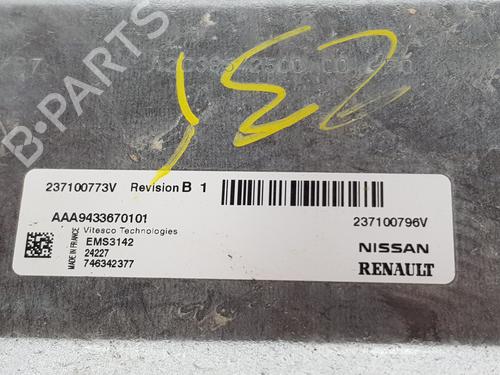 B-PARTS
237100773V Revision B 1
AAA9433670101
Vitesco Technologies
237100796V
MADE IN FRANCE
EMS3142
24227
746342377
NISSAN
RENAULT